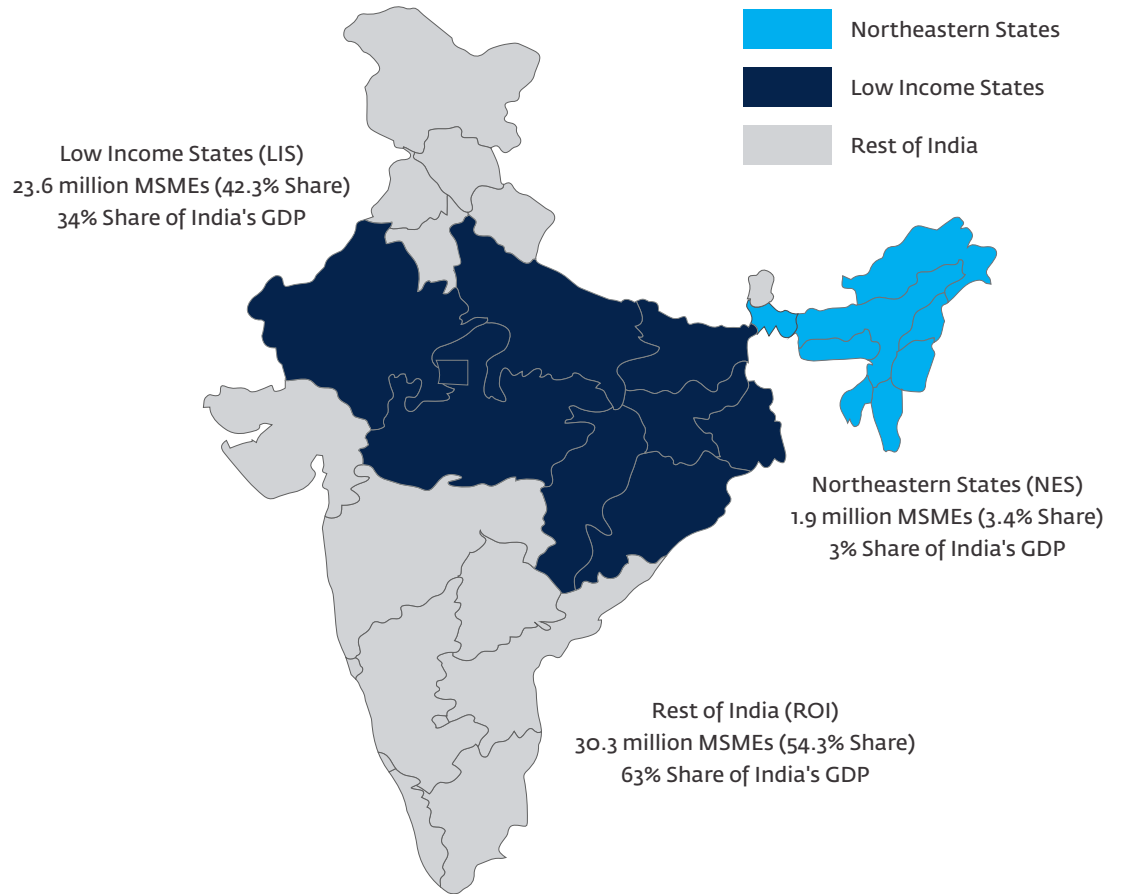 Northeastern States
Low Income States
Rest of India
Low Income States (LIS)
23.6 million MSMEs (42.3% Share)
34% Share of India's GDP
Northeastern States (NES)
1.9 million MSMEs (3.4% Share)
3% Share of India's GDP
Rest of India (ROI)
30.3 million MSMEs (54.3% Share)
63% Share of India's GDP